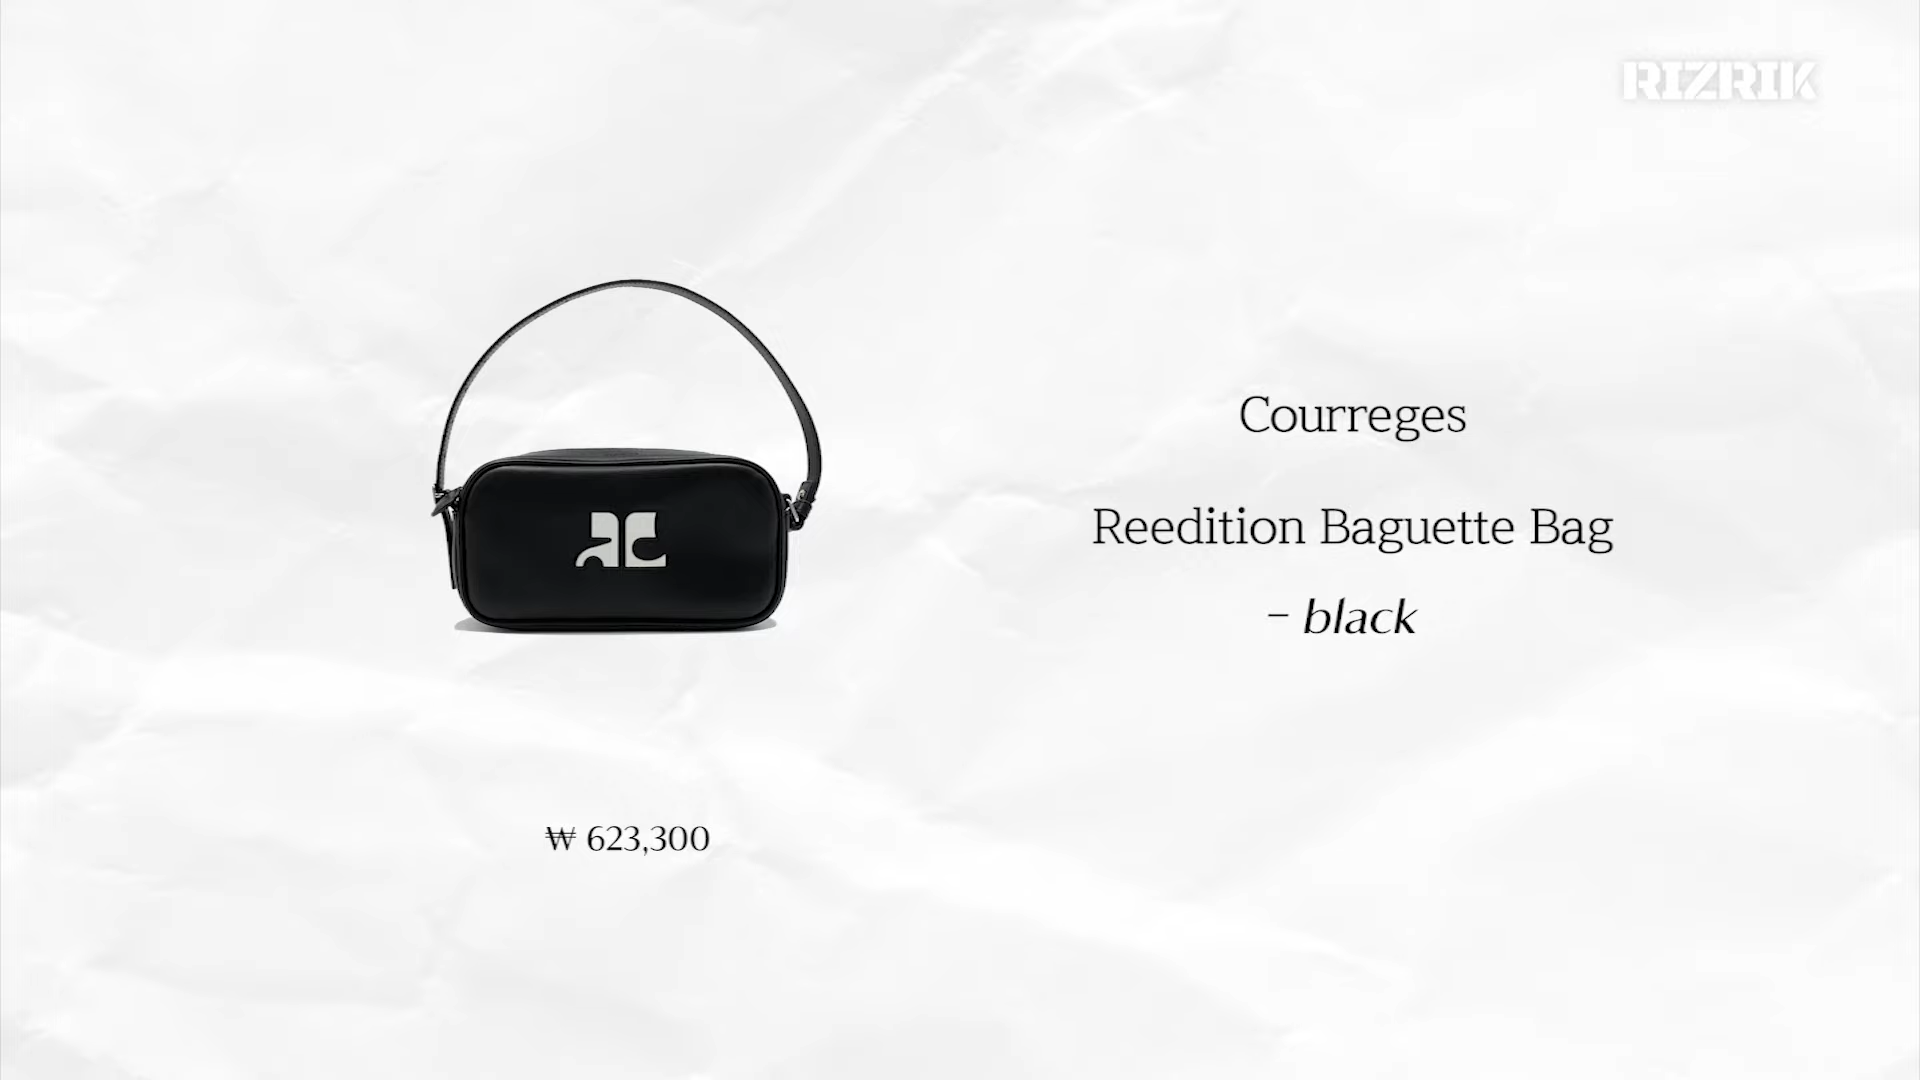 RIZRIK
Courreges
Reedition Baguette Bag
– black
₩ 623,300